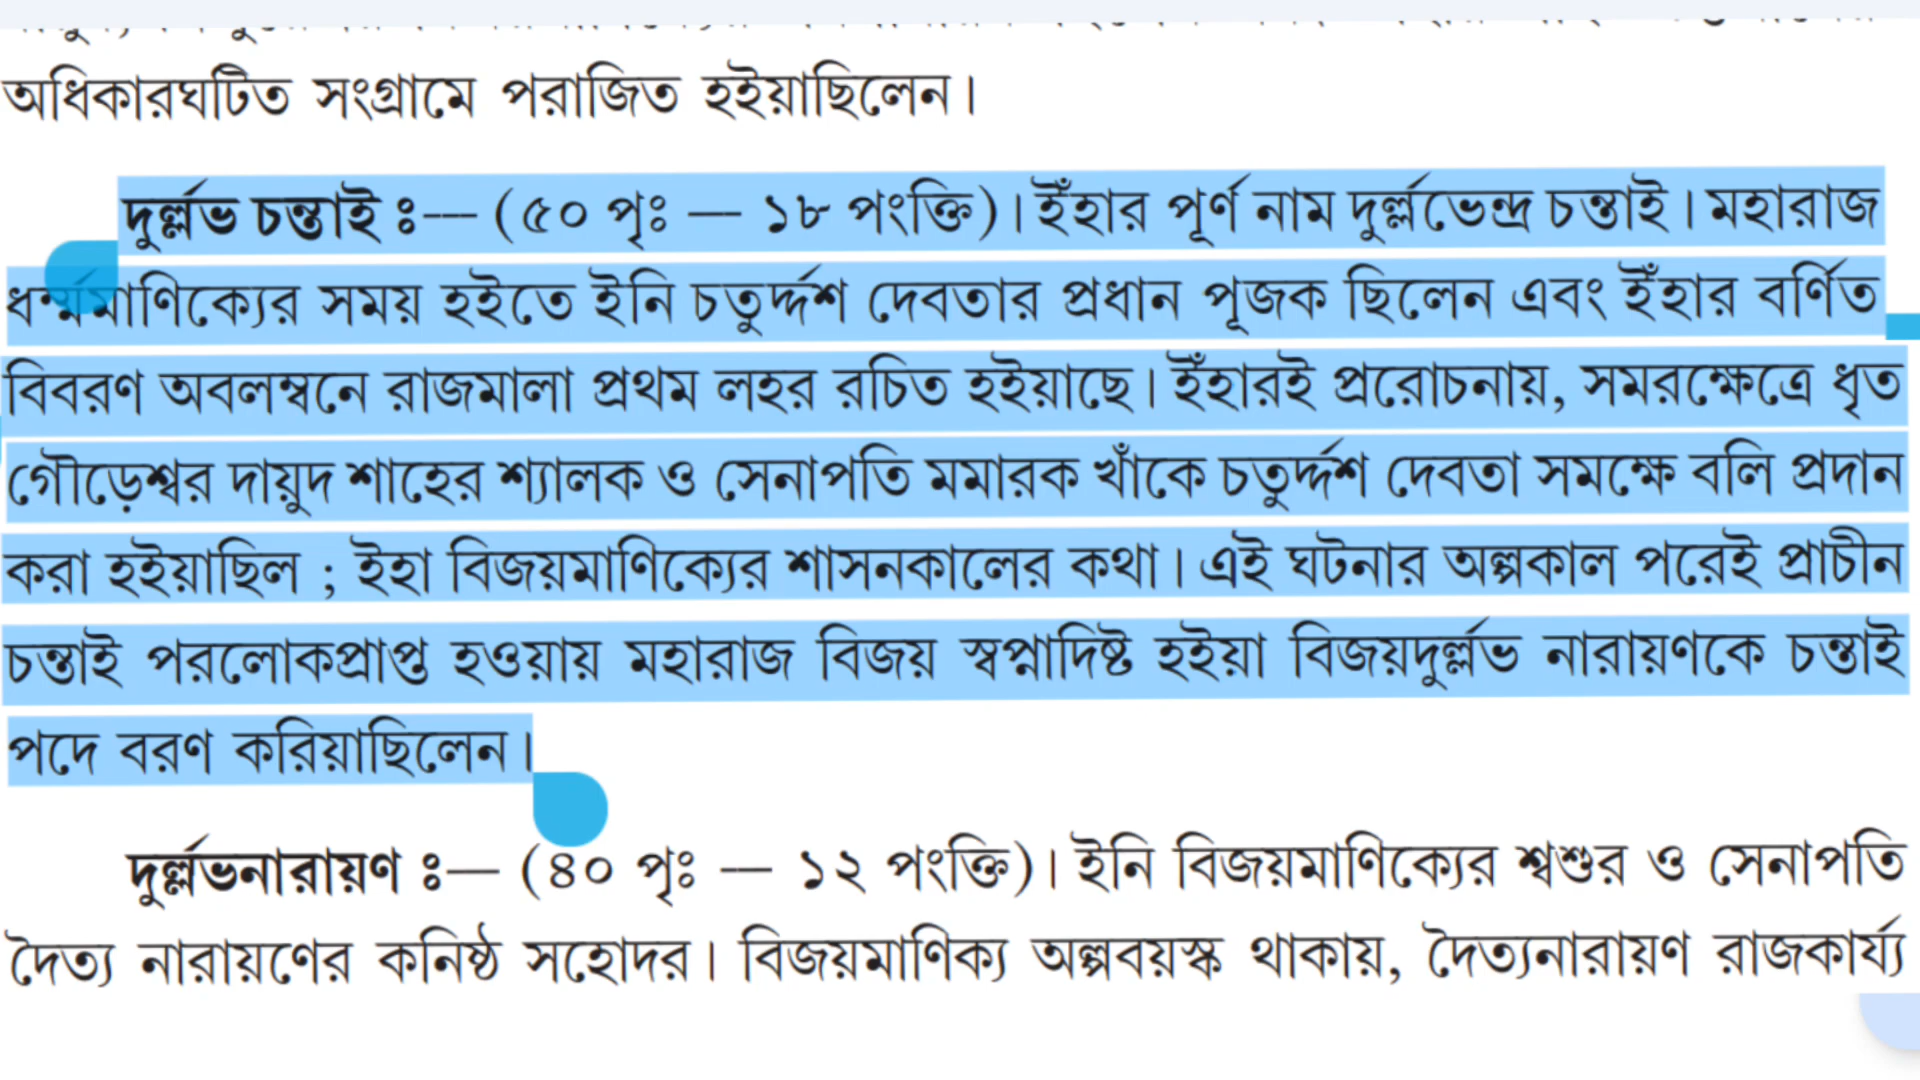 অধিকারঘটিত সংগ্রামে পরাজিত হইয়াছিলেন।
দুর্ল্লভ চন্তাই ঃ--- (৫০ পৃঃ — ১৮ পংক্তি)। ইঁহার পূর্ণ নাম দুর্ল্লভেন্দ্র চন্তাই। মহারাজ
ধর্ম্মমাণিক্যের সময় হইতে ইনি চতুর্দ্দশ দেবতার প্রধান পূজক ছিলেন এবং ইঁহার বর্ণিত
বিবরণ অবলম্বনে রাজমালা প্রথম লহর রচিত হইয়াছে। ইঁহারই প্ররোচনায়, সমরক্ষেত্রে ধৃত
গৌড়েশ্বর দায়ুদ শাহের শ্যালক ও সেনাপতি মমারক খাঁকে চতুর্দ্দশ দেবতা সমক্ষে বলি প্রদান
করা হইয়াছিল ; ইহা বিজয়মাণিক্যের শাসনকালের কথা। এই ঘটনার অল্পকাল পরেই প্রাচীন
চন্তাই পরলোকপ্রাপ্ত হওয়ায় মহারাজ বিজয় স্বপ্নাদিষ্ট হইয়া বিজয়দুর্ল্লভ নারায়ণকে চন্তাই
পদে বরণ করিয়াছিলেন।
দুর্ল্লভনারায়ণ ঃ— (৪০ পৃঃ — ১২ পংক্তি)। ইনি বিজয়মাণিক্যের শ্বশুর ও সেনাপতি
দৈত্য নারায়ণের কনিষ্ঠ সহোদর। বিজয়মাণিক্য অল্পবয়স্ক থাকায়, দৈত্যনারায়ণ রাজকার্য্য